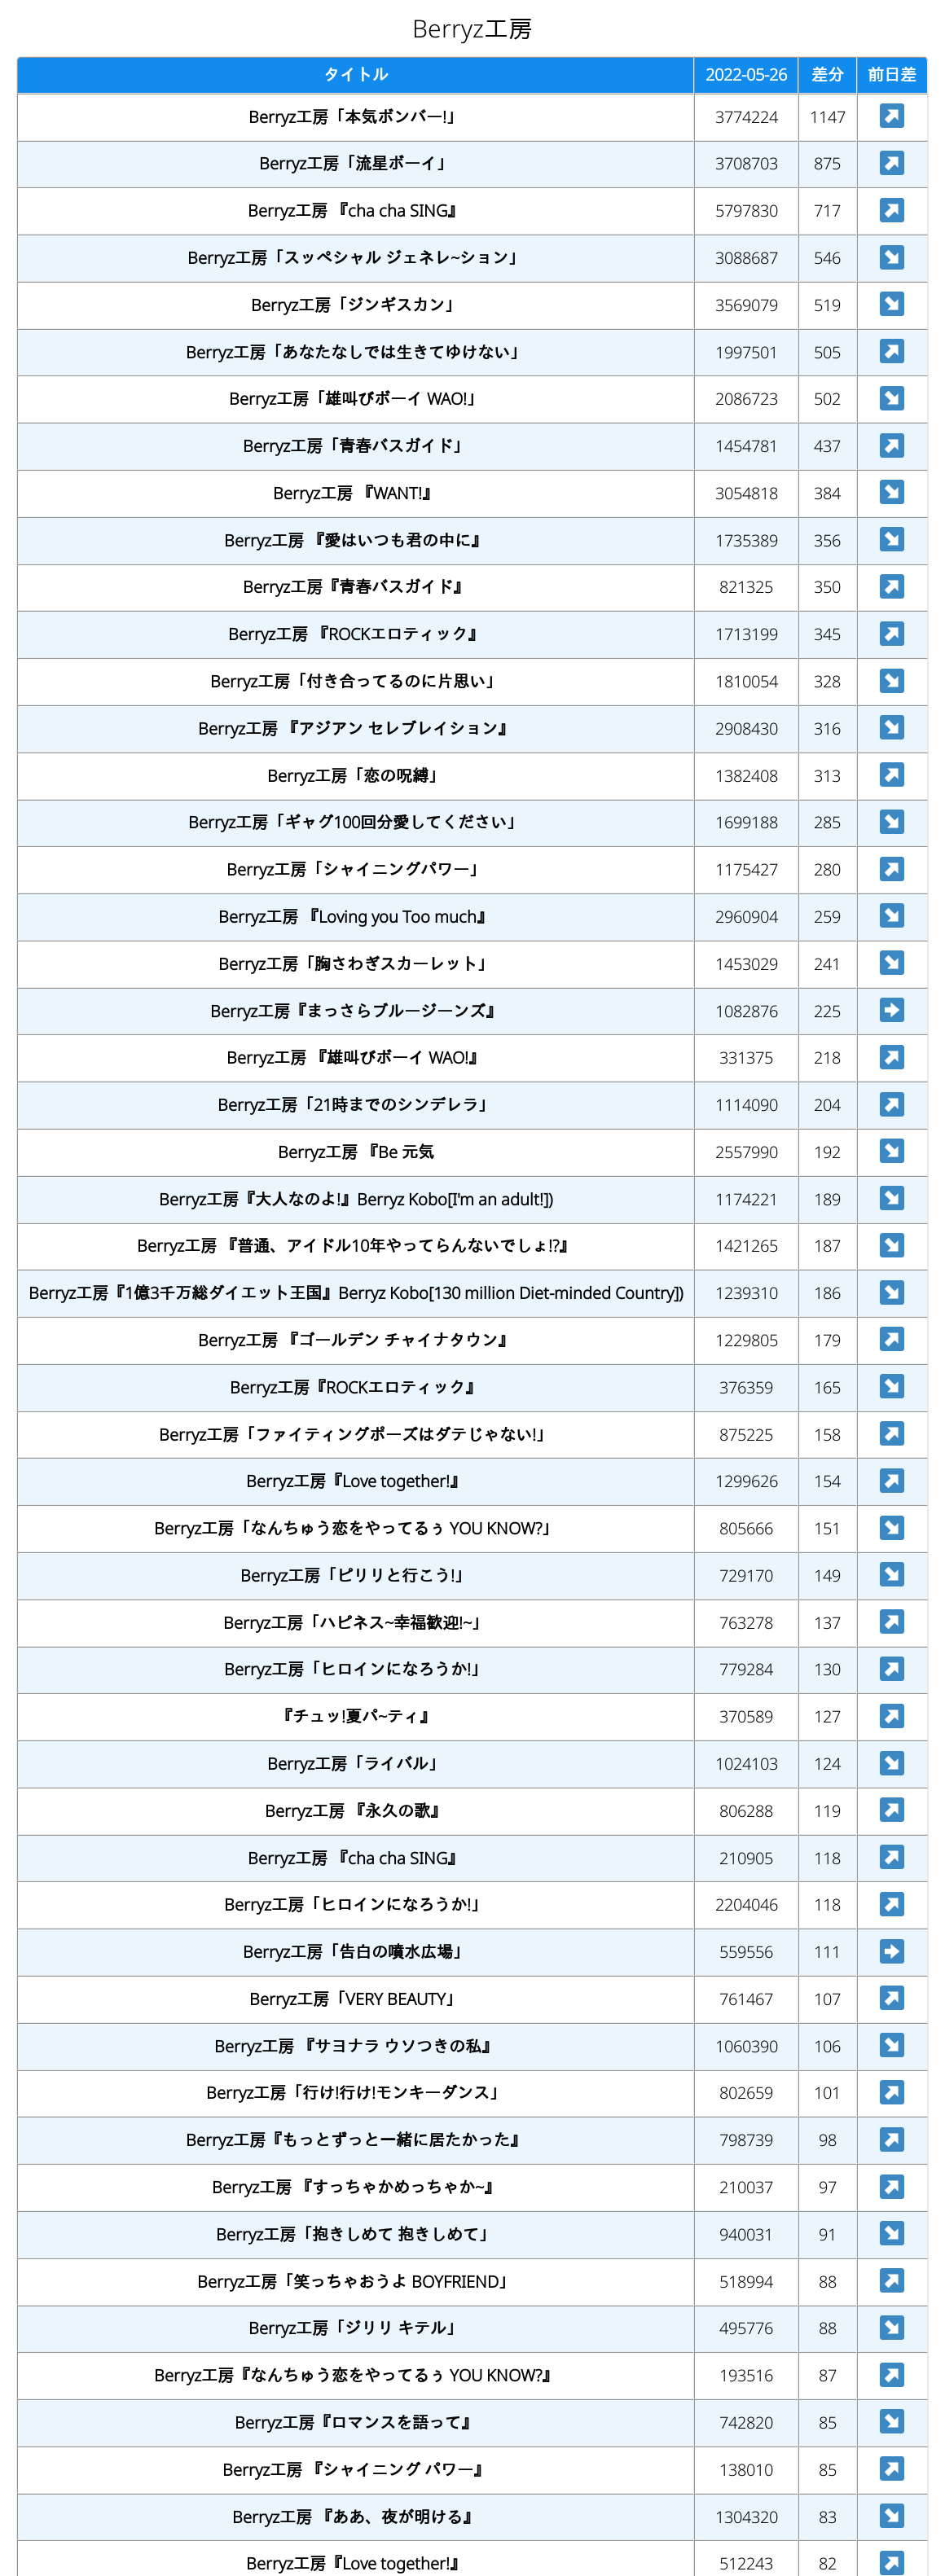 Berryz工房
タイトル 2022-05-26 差分 前日差
Berryz工房「本気ボンバー!」 3774224 1147 ↗
Berryz工房「流星ボーイ」 3708703 875 ↗
Berryz工房 『cha cha SING』 5797830 717 ↗
Berryz工房「スッペシャル ジェネレ~ション」 3088687 546 ↘
Berryz工房「ジンギスカン」 3569079 519 ↘
Berryz工房「あなたなしでは生きてゆけない」 1997501 505 ↗
Berryz工房「雄叫びボーイ WAO!」 2086723 502 ↘
Berryz工房「青春バスガイド」 1454781 437 ↗
Berryz工房 『WANT!』 3054818 384 ↘
Berryz工房 『愛はいつも君の中に』 1735389 356 ↘
Berryz工房『青春バスガイド』 821325 350 ↗
Berryz工房 『ROCKエロティック』 1713199 345 ↗
Berryz工房「付き合ってるのに片思い」 1810054 328 ↘
Berryz工房 『アジアン セレブレイション』 2908430 316 ↘
Berryz工房「恋の呪縛」 1382408 313 ↗
Berryz工房「ギャグ100回分愛してください」 1699188 285 ↘
Berryz工房「シャイニングパワー」 1175427 280 ↗
Berryz工房 『Loving you Too much』 2960904 259 ↘
Berryz工房「胸さわぎスカーレット」 1453029 241 ↘
Berryz工房『まっさらブルージーンズ』 1082876 225 ➡
Berryz工房 『雄叫びボーイ WAO!』 331375 218 ↗
Berryz工房「21時までのシンデレラ」 1114090 204 ↗
Berryz工房 『Be 元気 2557990 192 ↘
Berryz工房『大人なのよ!』Berryz Kobo[I'm an adult!]) 1174221 189 ↘
Berryz工房 『普通、アイドル10年やってらんないでしょ!?』 1421265 187 ↘
Berryz工房『1億3千万総ダイエット王国』Berryz Kobo[130 million Diet-minded Country]) 1239310 186 ↘
Berryz工房 『ゴールデン チャイナタウン』 1229805 179 ↗
Berryz工房『ROCKエロティック』 376359 165 ↘
Berryz工房「ファイティングポーズはダテじゃない!」 875225 158 ↗
Berryz工房『Love together!』 1299626 154 ↗
Berryz工房「なんちゅう恋をやってるぅ YOU KNOW?」 805666 151 ↘
Berryz工房「ピリリと行こう!」 729170 149 ↘
Berryz工房「ハピネス~幸福歓迎!~」 763278 137 ↗
Berryz工房「ヒロインになろうか!」 779284 130 ↗
『チュッ!夏パ~ティ』 370589 127 ↗
Berryz工房「ライバル」 1024103 124 ↘
Berryz工房 『永久の歌』 806288 119 ↗
Berryz工房 『cha cha SING』 210905 118 ↗
Berryz工房「ヒロインになろうか!」 2204046 118 ↗
Berryz工房「告白の噴水広場」 559556 111 ➡
Berryz工房「VERY BEAUTY」 761467 107 ↗
Berryz工房 『サヨナラ ウソつきの私』 1060390 106 ↘
Berryz工房「行け!行け!モンキーダンス」 802659 101 ↗
Berryz工房『もっとずっと一緒に居たかった』 798739 98 ↗
Berryz工房 『すっちゃかめっちゃか~』 210037 97 ↗
Berryz工房「抱きしめて 抱きしめて」 940031 91 ↘
Berryz工房「笑っちゃおうよ BOYFRIEND」 518994 88 ↗
Berryz工房「ジリリ キテル」 495776 88 ↘
Berryz工房『なんちゅう恋をやってるぅ YOU KNOW?』 193516 87 ↗
Berryz工房『ロマンスを語って』 742820 85 ↘
Berryz工房 『シャイニング パワー』 138010 85 ↗
Berryz工房 『ああ、夜が明ける』 1304320 83 ↘
Berryz工房『Love together!』 512243 82 ↗